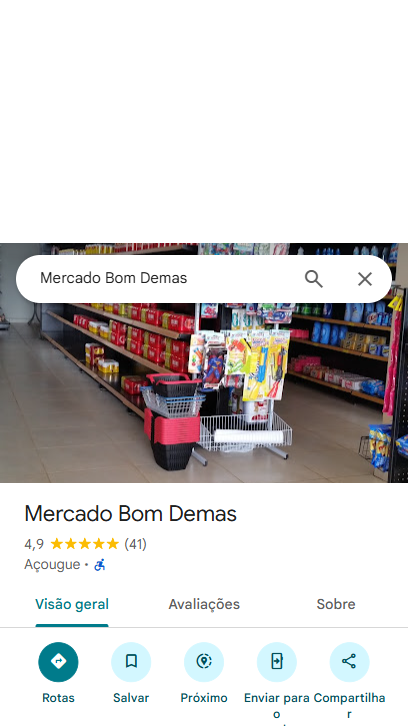 Mercado Bom Demas
Mercado Bom Demas
4,9 ★★★★★ (41)
Açougue ·
Visão geral Avaliações Sobre
Rotas Salvar Próximo Enviar para o Compartilhar